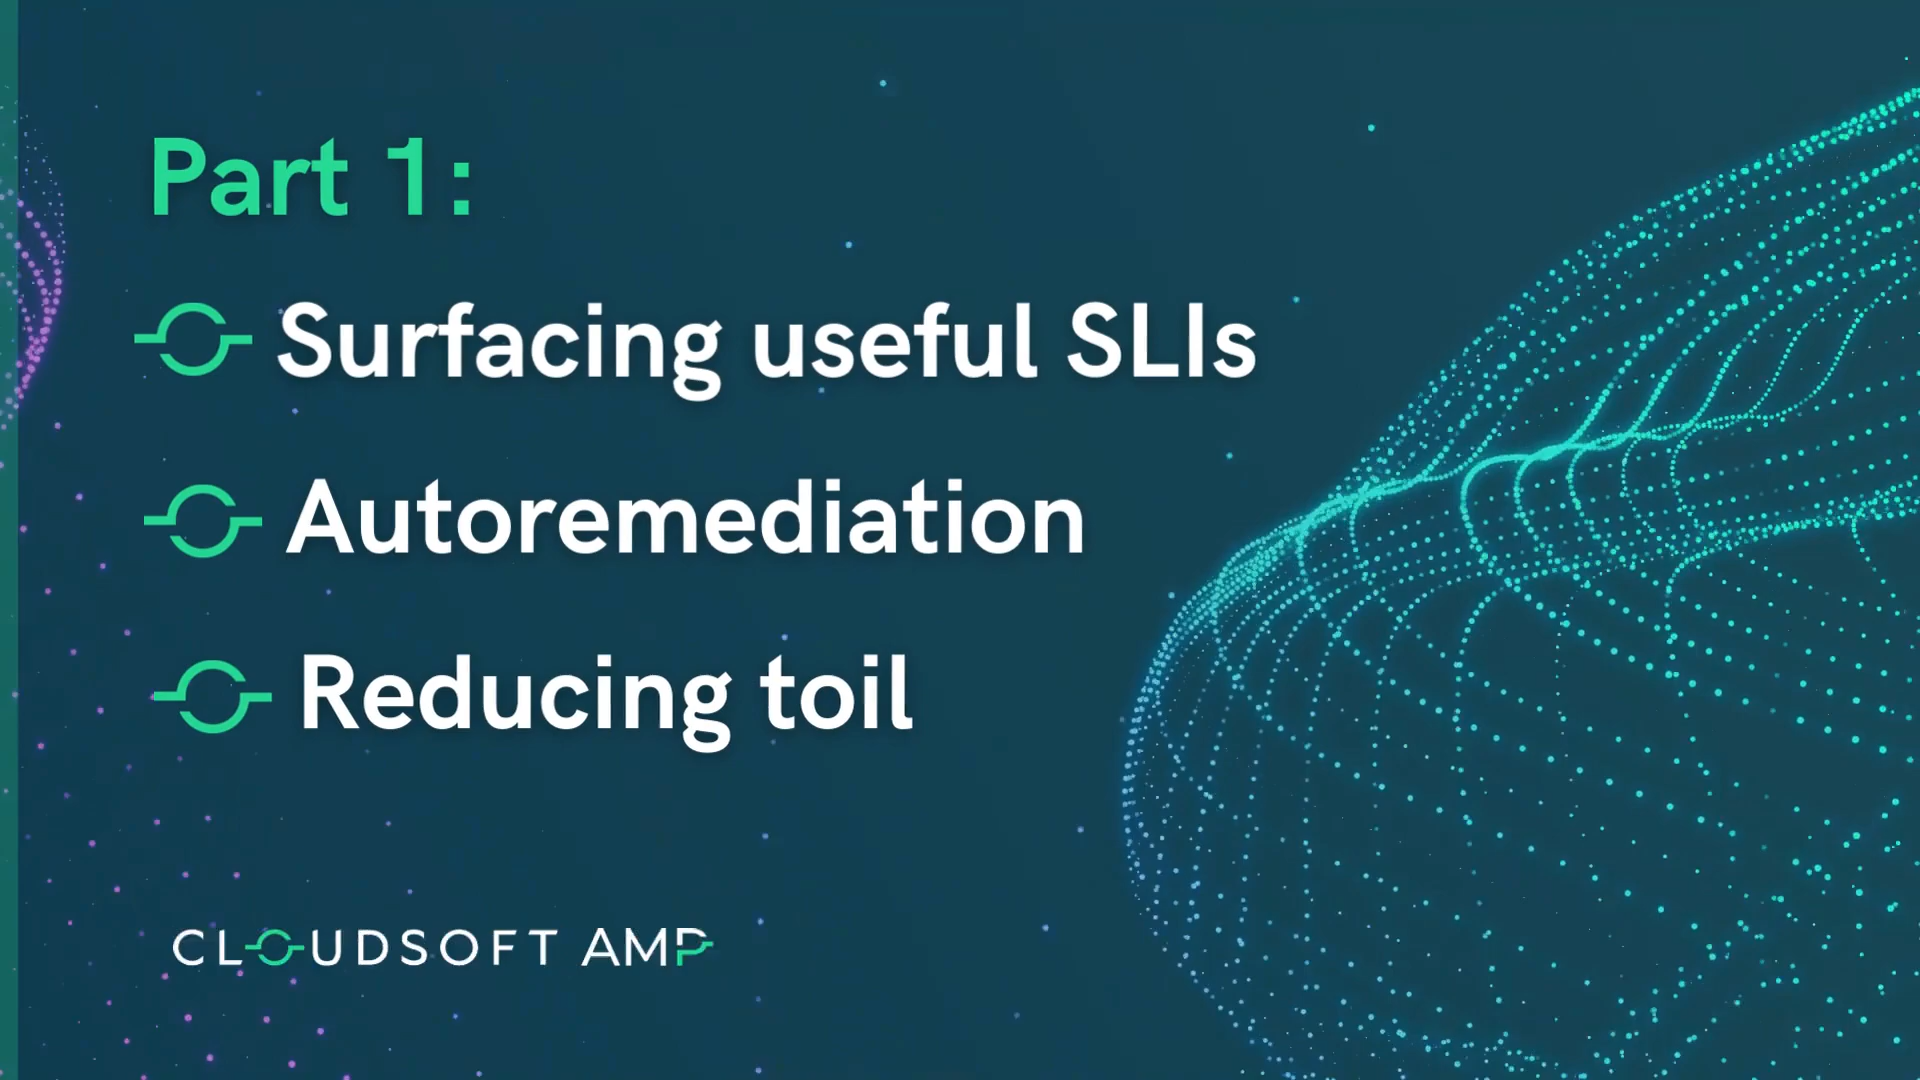 Part 1:
Surfacing useful SLIs
Autoremediation
Reducing toil
CLOUDSOFT AMP